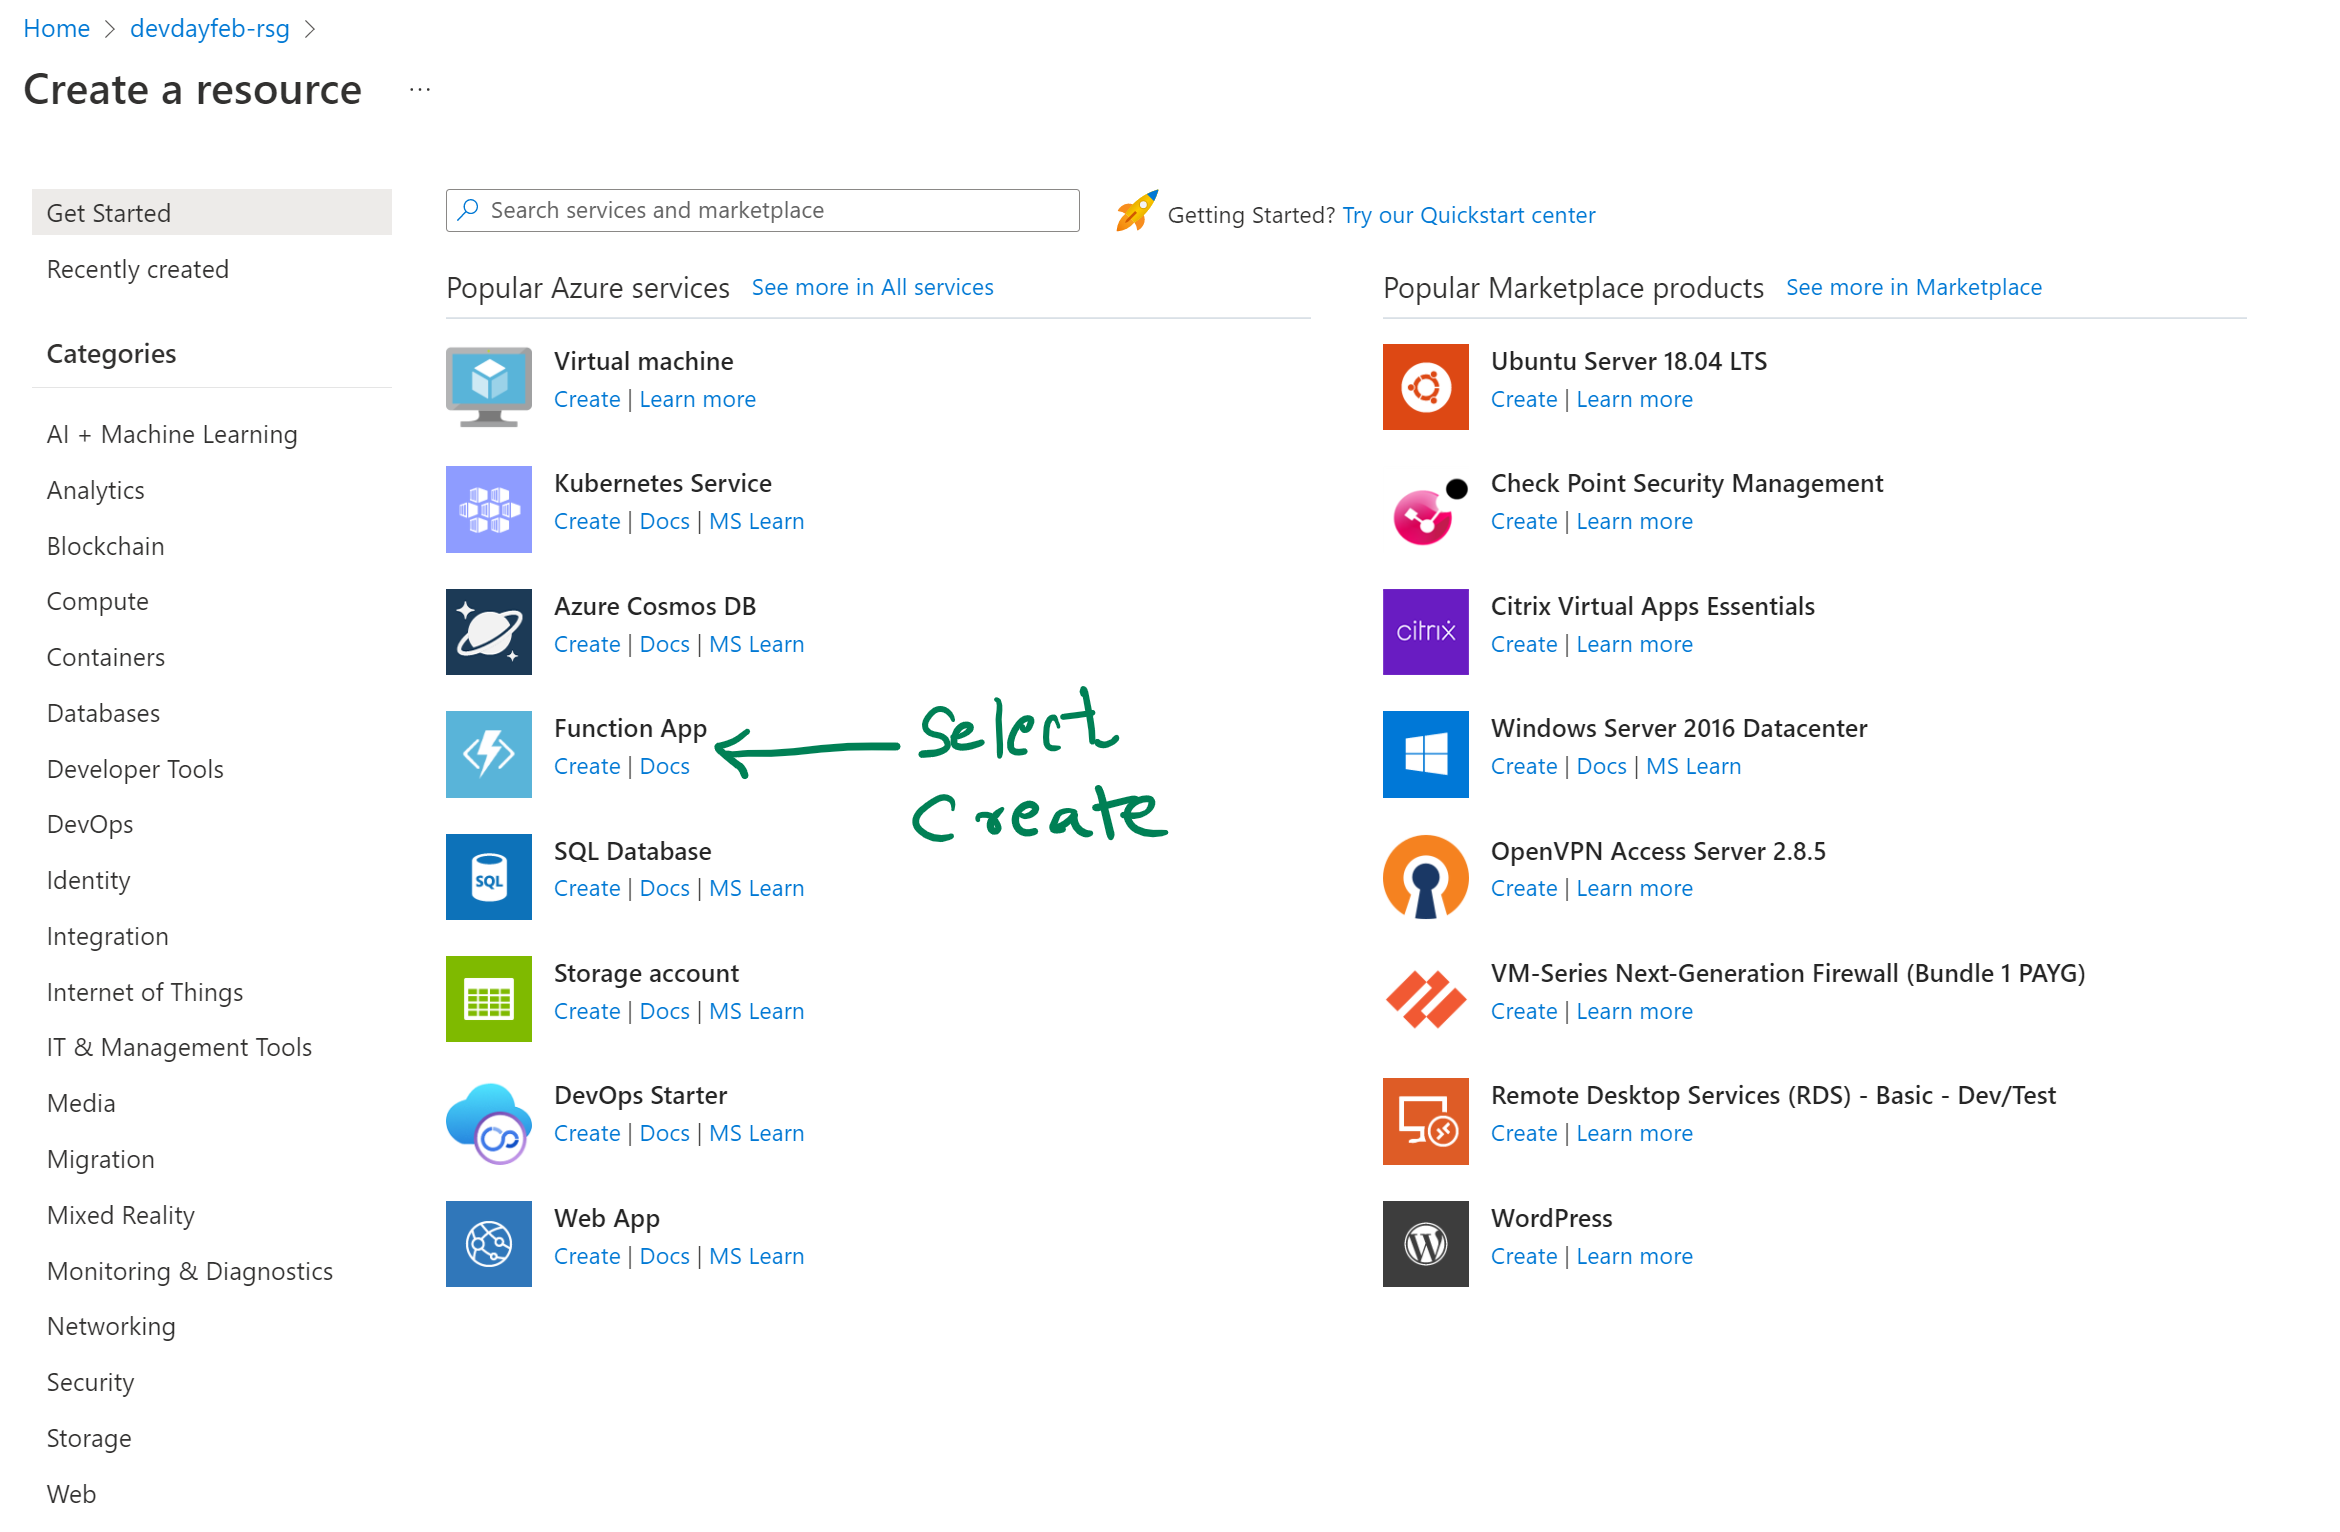 Home > devdayfeb-rsg >
Create a resource ...
Get Started
Recently created
Categories
AI + Machine Learning
Analytics
Blockchain
Compute
Containers
Databases
Developer Tools
DevOps
Identity
Integration
Internet of Things
IT & Management Tools
Media
Migration
Mixed Reality
Monitoring & Diagnostics
Networking
Security
Storage
Web
Search services and marketplace
Getting Started? Try our Quickstart center
Popular Azure services See more in All services
Virtual machine
Create | Learn more
Kubernetes Service
Create | Docs | MS Learn
Azure Cosmos DB
Create | Docs | MS Learn
Function App
Create | Docs
Select
Create
SQL
SQL Database
Create | Docs | MS Learn
Storage account
Create | Docs | MS Learn
DevOps Starter
Create | Docs | MS Learn
Web App
Create | Docs | MS Learn
Popular Marketplace products See more in Marketplace
Ubuntu Server 18.04 LTS
Create | Learn more
Check Point Security Management
Create | Learn more
citrix
Citrix Virtual Apps Essentials
Create | Learn more
Windows Server 2016 Datacenter
Create | Docs | MS Learn
OpenVPN Access Server 2.8.5
Create | Learn more
VM-Series Next-Generation Firewall (Bundle 1 PAYG)
Create | Learn more
Remote Desktop Services (RDS) - Basic - Dev/Test
Create | Learn more
WordPress
Create | Learn more